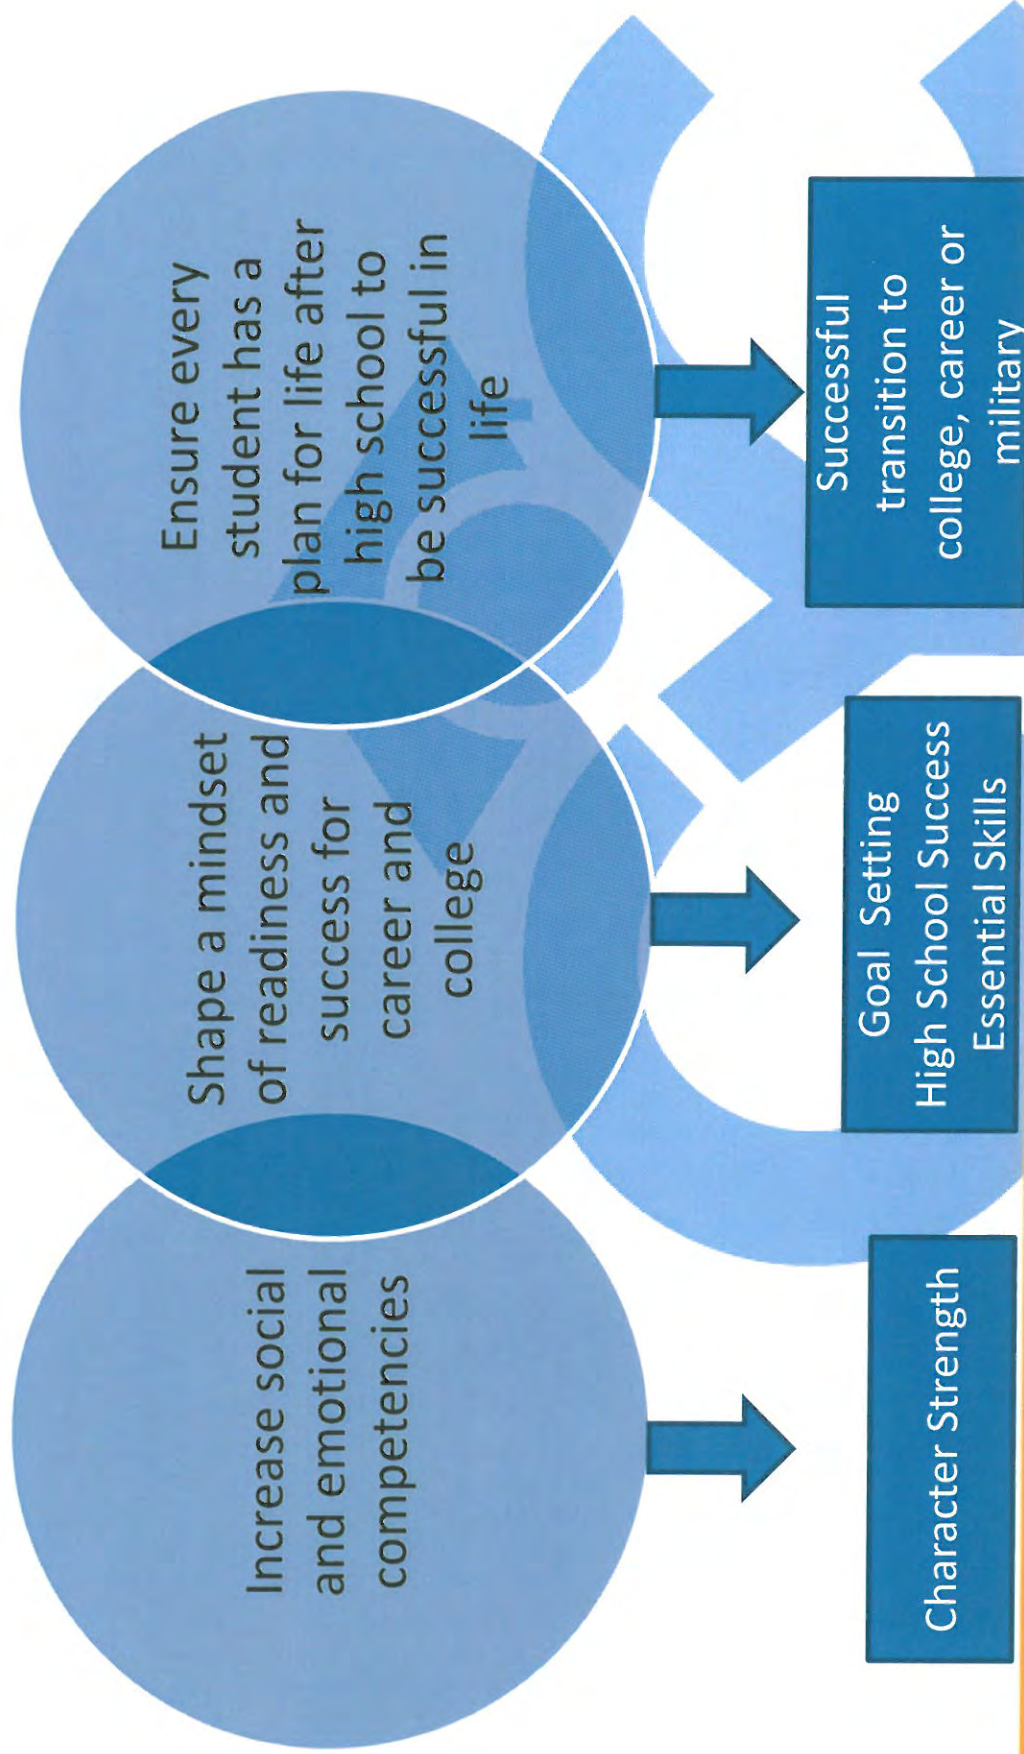 Increase social
and emotional
competencies
Shape a mindset
of readiness and
success for
career and
college
Ensure every
student has a
plan for life after
high school to
be successful in
life
Character Strength
Goal Setting
High School Success
Essential Skills
Successful
transition to
college, career or
military